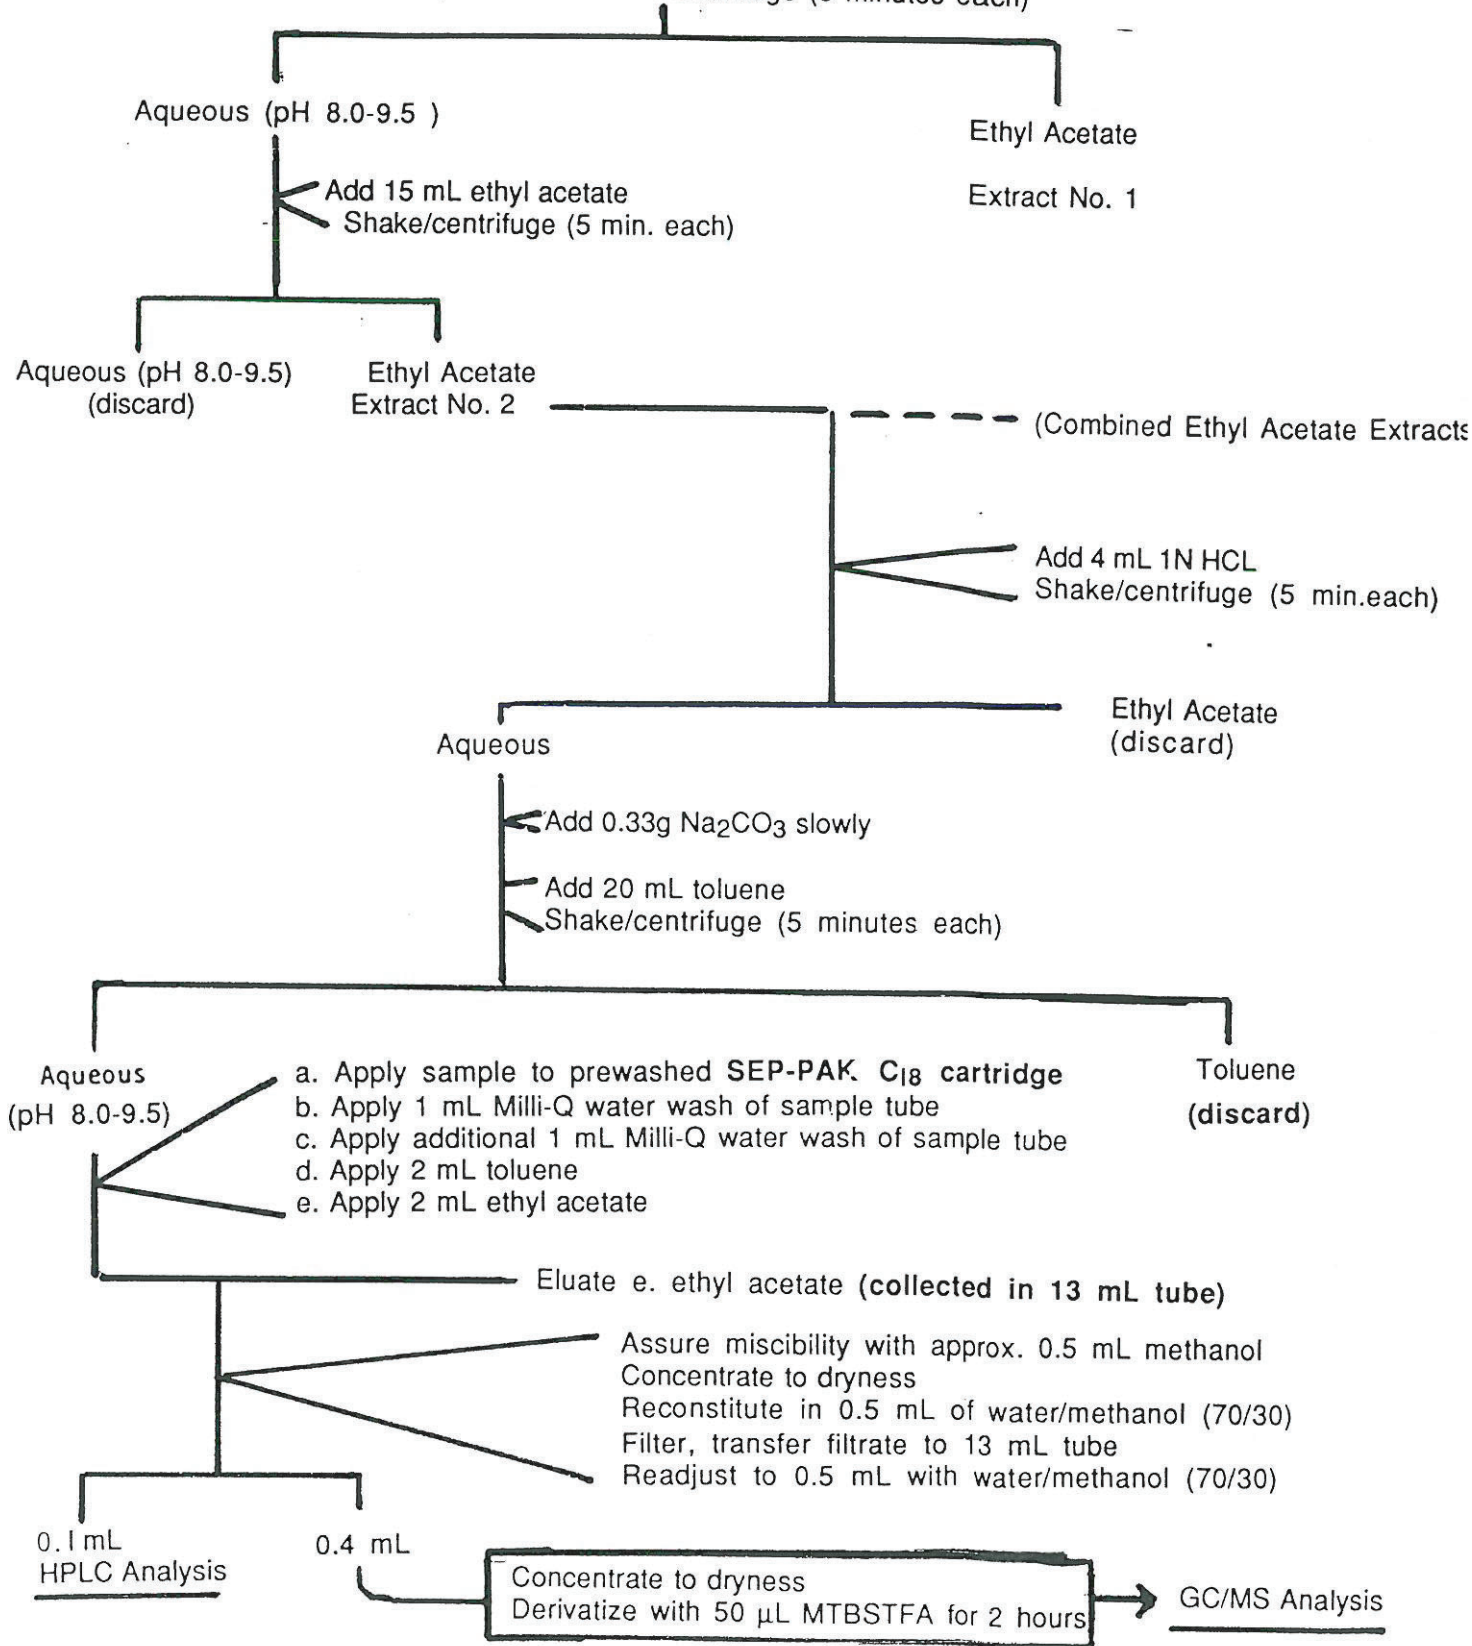 (5 minutes each)
Aqueous (pH 8.0-9.5 )
Ethyl Acetate
Extract No. 1
Add 15 mL ethyl acetate
Shake/centrifuge (5 min. each)
Aqueous (pH 8.0-9.5)
(discard)
Ethyl Acetate
Extract No. 2
(Combined Ethyl Acetate Extracts
Add 4 mL 1N HCL
Shake/centrifuge (5 min.each)
Aqueous
Ethyl Acetate
(discard)
Add 0.33g Na₂CO₃ slowly
Add 20 mL toluene
Shake/centrifuge (5 minutes each)
Aqueous
(pH 8.0-9.5)
a. Apply sample to prewashed SEP-PAK. C₁₈ cartridge
b. Apply 1 mL Milli-Q water wash of sample tube
c. Apply additional 1 mL Milli-Q water wash of sample tube
d. Apply 2 mL toluene
e. Apply 2 mL ethyl acetate
Toluene
(discard)
Eluate e. ethyl acetate (collected in 13 mL tube)
Assure miscibility with approx. 0.5 mL methanol
Concentrate to dryness
Reconstitute in 0.5 mL of water/methanol (70/30)
Filter, transfer filtrate to 13 mL tube
Readjust to 0.5 mL with water/methanol (70/30)
0.1mL
HPLC Analysis
0.4 mL
Concentrate to dryness
Derivatize with 50 µL MTBSTFA for 2 hours
GC/MS Analysis